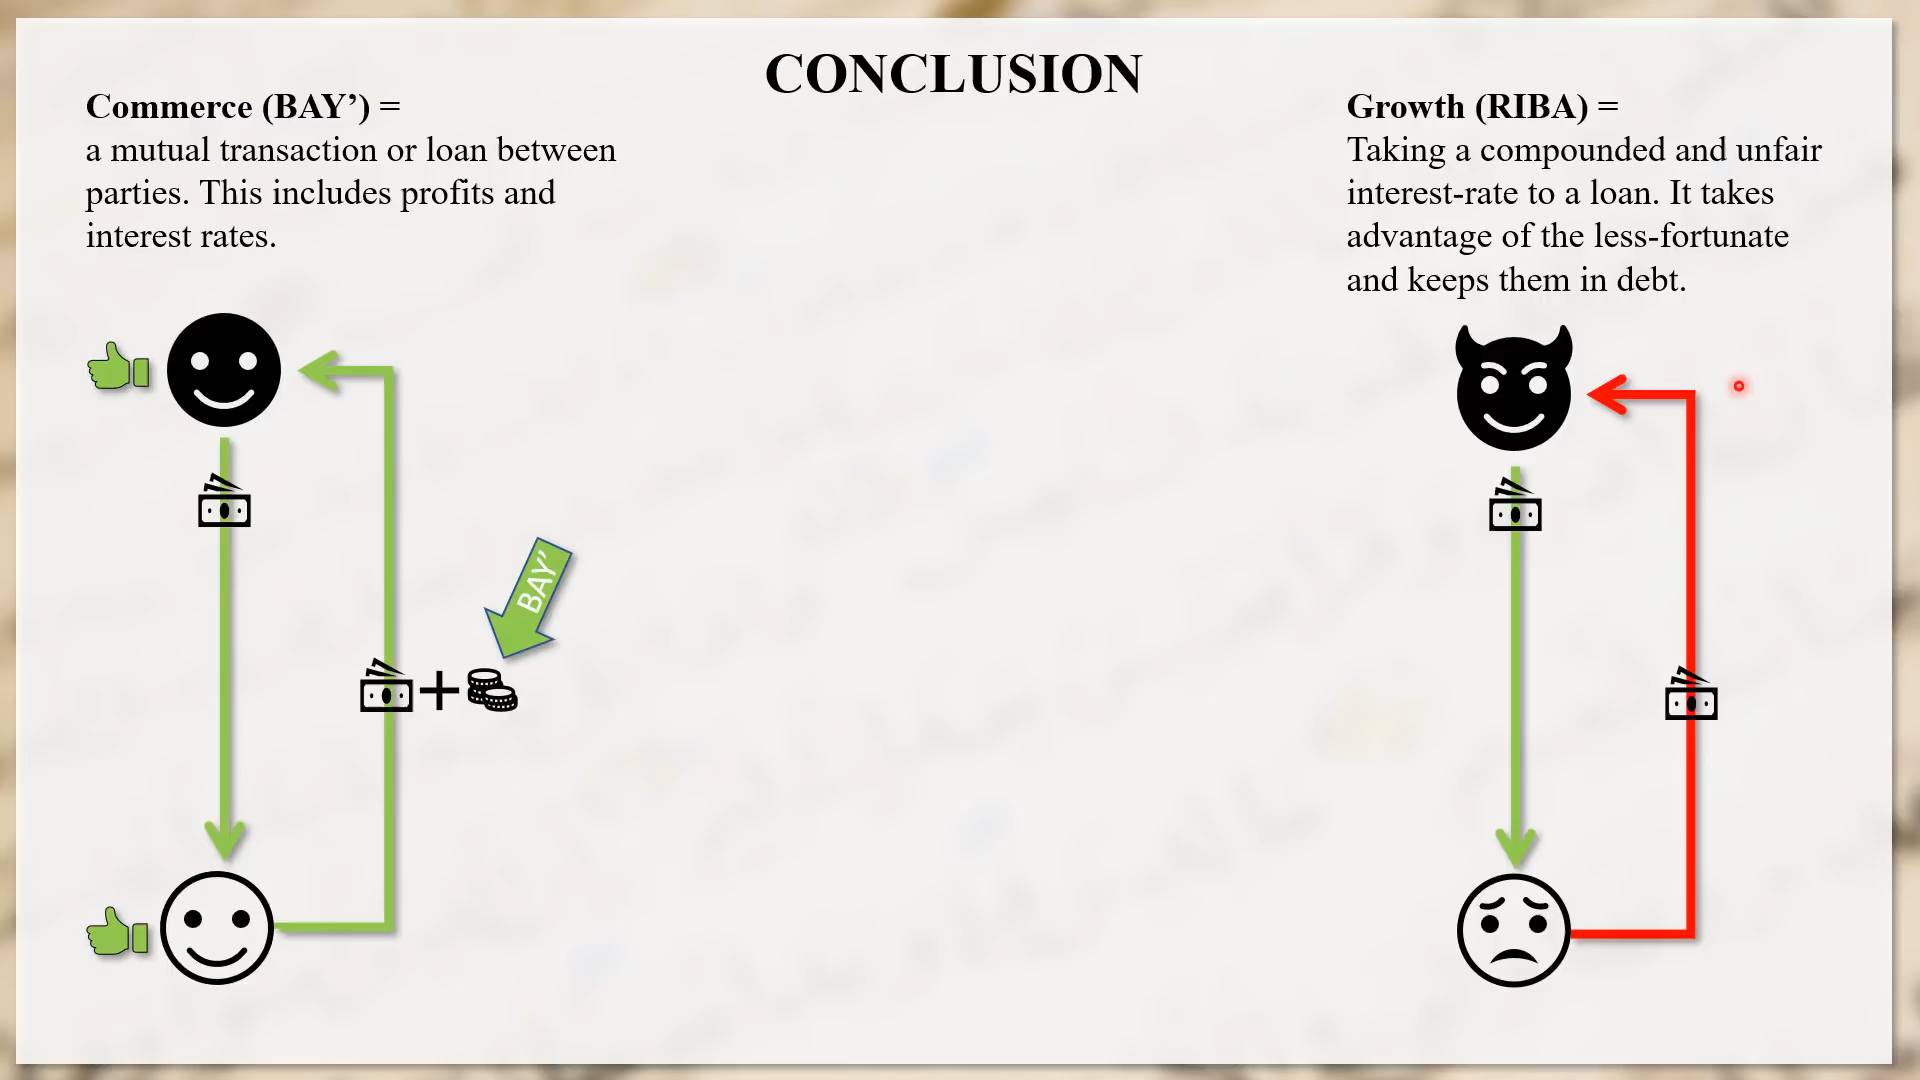 CONCLUSION
Commerce (BAY’) =
a mutual transaction or loan between
parties. This includes profits and
interest rates.
Growth (RIBA) =
Taking a compounded and unfair
interest-rate to a loan. It takes
advantage of the less-fortunate
and keeps them in debt.
BAY’